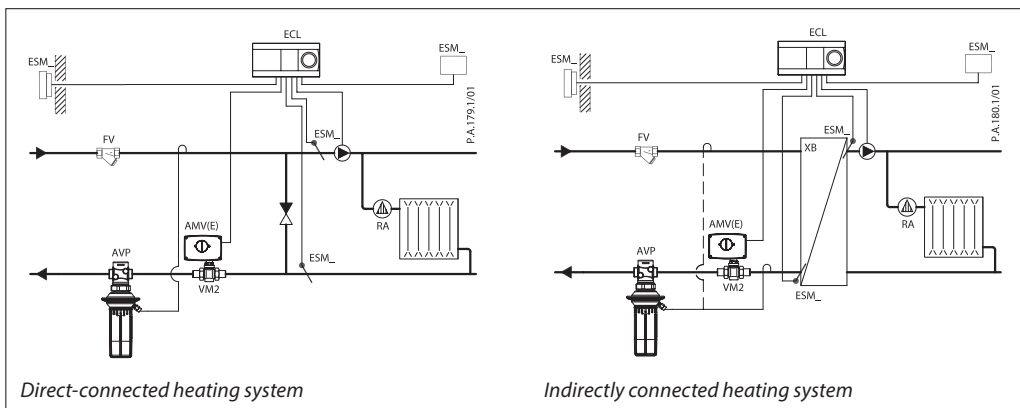 ECL
ESM_
ESM_
P.A.179.1/01
FV
ESM_
AMV(E)
RA
AVP
VM2
ESM_
Direct-connected heating system
ECL
ESM_
ESM_
P.A.180.1/01
FV
ESM_
XB
AMV(E)
RA
AVP
VM2
ESM_
Indirectly connected heating system